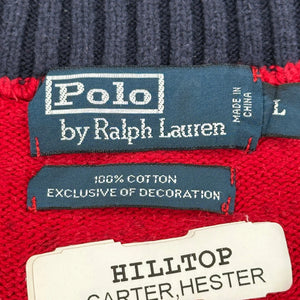 Polo
by Ralph Lauren
MADE IN
CHINA
L
100% COTTON
EXCLUSIVE OF DECORATION
HILLTOP
CARTER,HESTER